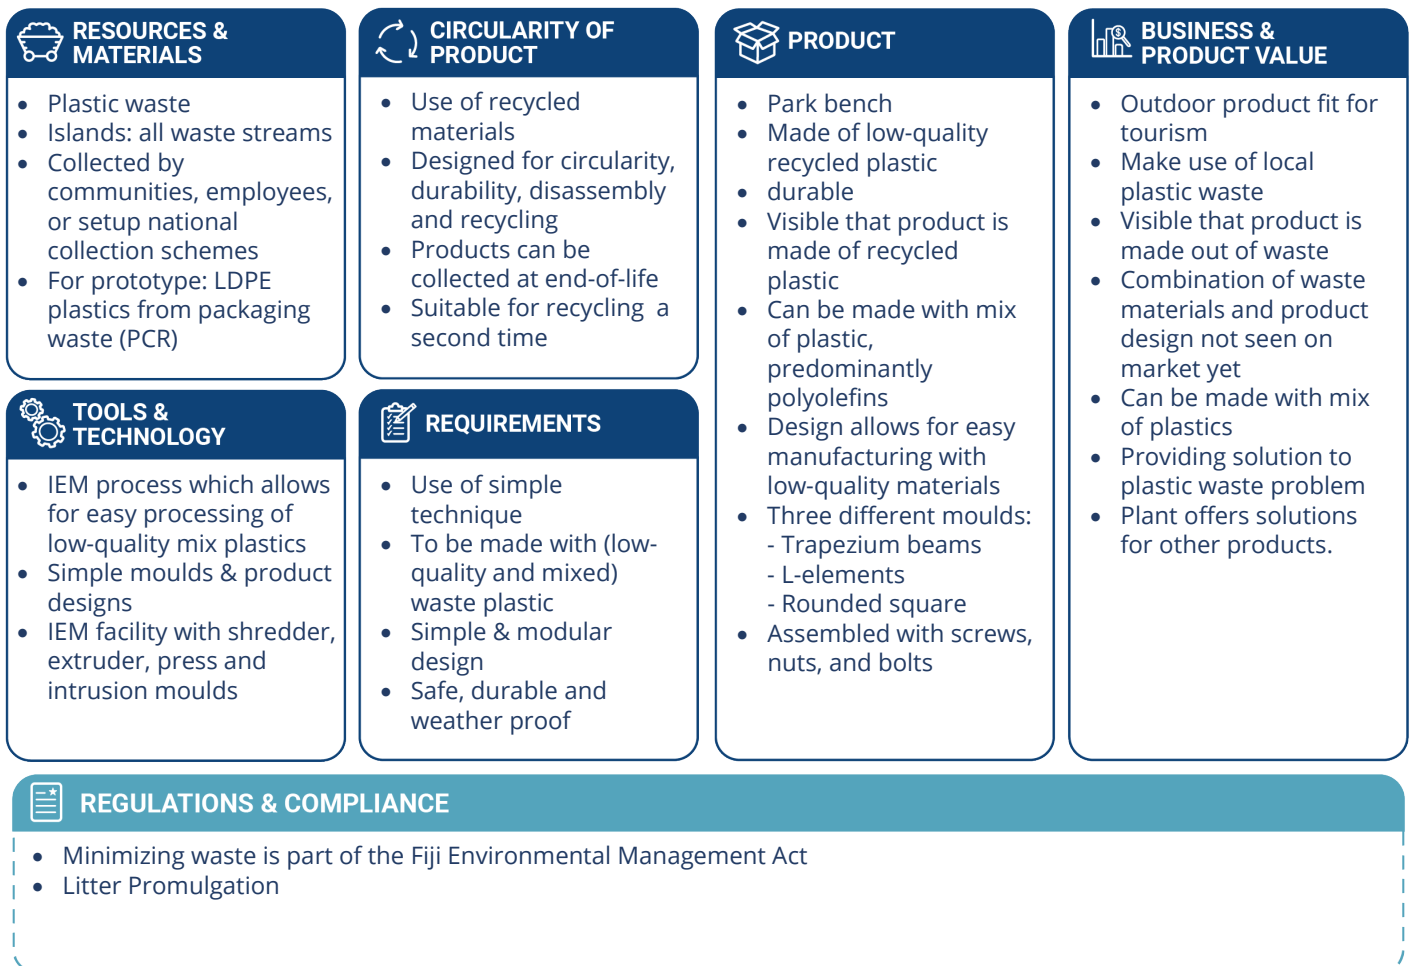 RESOURCES &
MATERIALS
• Plastic waste
• Islands: all waste streams
• Collected by
communities, employees,
or setup national
collection schemes
• For prototype: LDPE
plastics from packaging
waste (PCR)
CIRCULARITY OF
PRODUCT
• Use of recycled
materials
• Designed for circularity,
durability, disassembly
and recycling
• Products can be
collected at end-of-life
• Suitable for recycling a
second time
PRODUCT
• Park bench
• Made of low-quality
recycled plastic
• durable
• Visible that product is
made of recycled
plastic
• Can be made with mix
of plastic,
predominantly
polyolefins
• Design allows for easy
manufacturing with
low-quality materials
• Three different moulds:
- Trapezium beams
- L-elements
- Rounded square
• Assembled with screws,
nuts, and bolts
BUSINESS &
PRODUCT VALUE
• Outdoor product fit for
tourism
• Make use of local
plastic waste
• Visible that product is
made out of waste
• Combination of waste
materials and product
design not seen on
market yet
• Can be made with mix
of plastics
• Providing solution to
plastic waste problem
• Plant offers solutions
for other products.
TOOLS &
TECHNOLOGY
• IEM process which allows
for easy processing of
low-quality mix plastics
• Simple moulds & product
designs
• IEM facility with shredder,
extruder, press and
intrusion moulds
REQUIREMENTS
• Use of simple
technique
• To be made with (low-
quality and mixed)
waste plastic
• Simple & modular
design
• Safe, durable and
weather proof
REGULATIONS & COMPLIANCE
• Minimizing waste is part of the Fiji Environmental Management Act
• Litter Promulgation